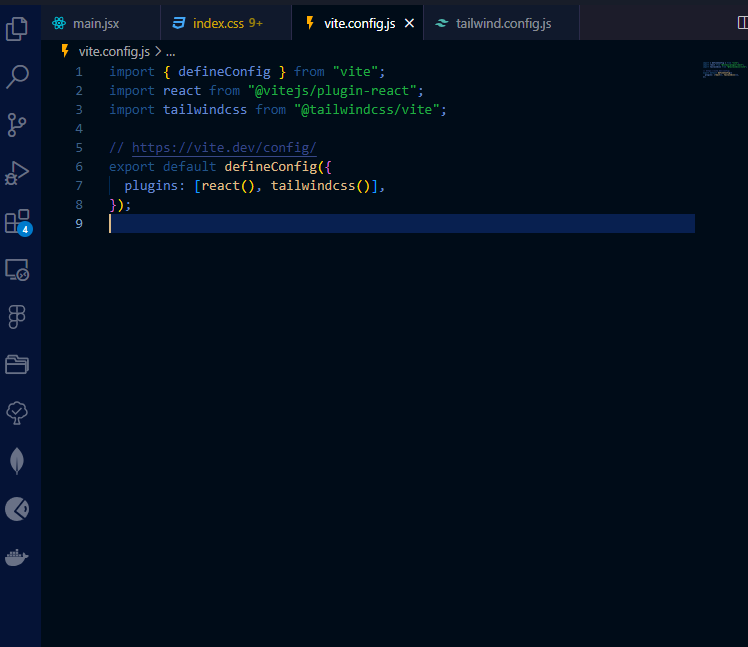 main.jsx
index.css 9+
vite.config.js
tailwind.config.js
vite.config.js > ...
1 import { defineConfig } from "vite";
2 import react from "@vitejs/plugin-react";
3 import tailwindcss from "@tailwindcss/vite";
4
5 // https://vite.dev/config/
6 export default defineConfig({
7   plugins: [react(), tailwindcss()],
8 });
9
4